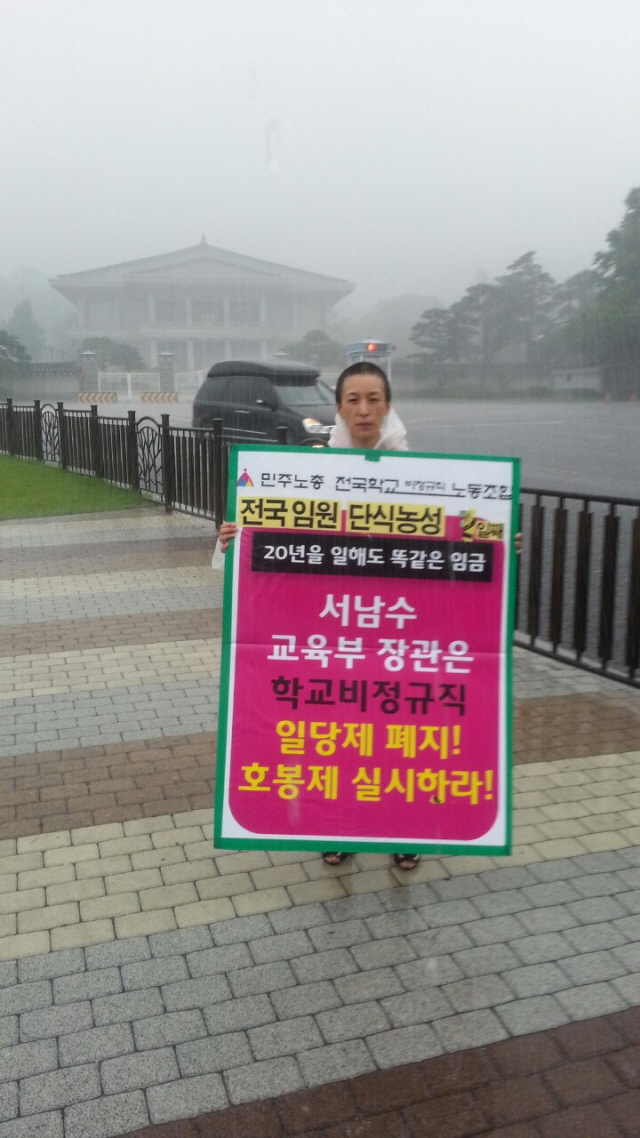 민주노총 전국학교 비정규직 노동조합
전국임원 단식농성 일째
20년을 일해도 똑같은 임금
서남수
교육부 장관은
학교비정규직
일당제 폐지!
호봉제 실시하라!